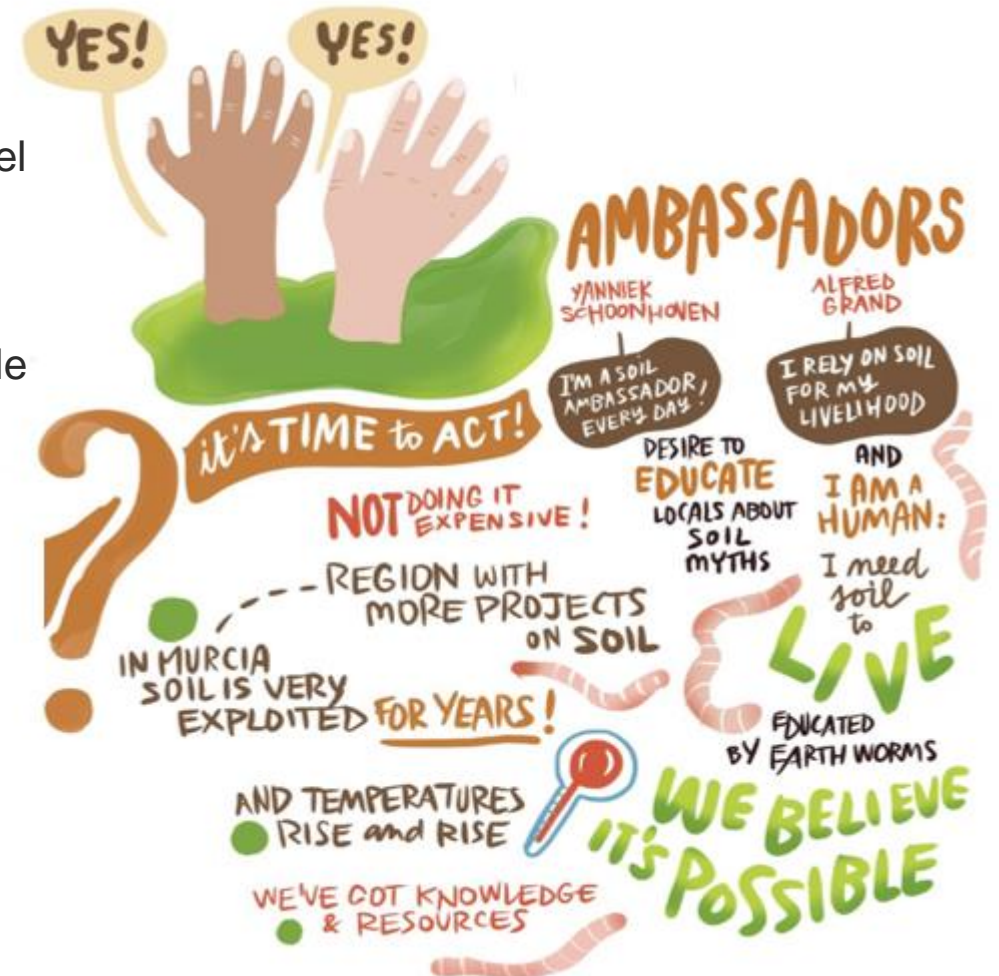 YES!
YES!
el
le
it's TIME to ACT!
NOT DOING IT
EXPENSIVE!
REGION WITH
MORE PROJECTS
ON SOIL
IN MURCIA
SOIL IS VERY
EXPLOITED FOR YEARS!
AND TEMPERATURES
RISE and RISE
WE'VE GOT KNOWLEDGE
& RESOURCES
AMBASSADORS
YANNIEK
SCHOONHOVEN
I'M A SOIL
AMBASSADOR,
EVERY DAY!
DESIRE TO
EDUCATE
LOCALS ABOUT
SOIL
MYTHS
ALFRED
GRAND
I RELY ON SOIL
FOR MY
LIVELIHOOD
AND
I AM A
HUMAN:
I need
soil
to
LIVE
EDUCATED
BY EARTH WORMS
WE BELIEVE
IT'S POSSIBLE